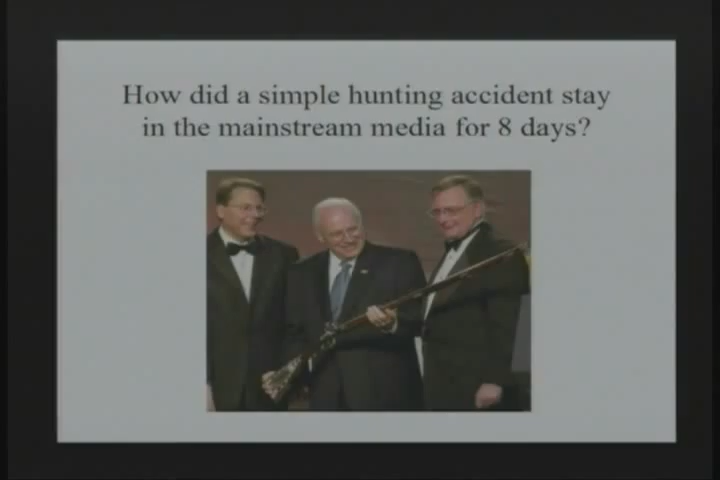 How did a simple hunting accident stay
in the mainstream media for 8 days?